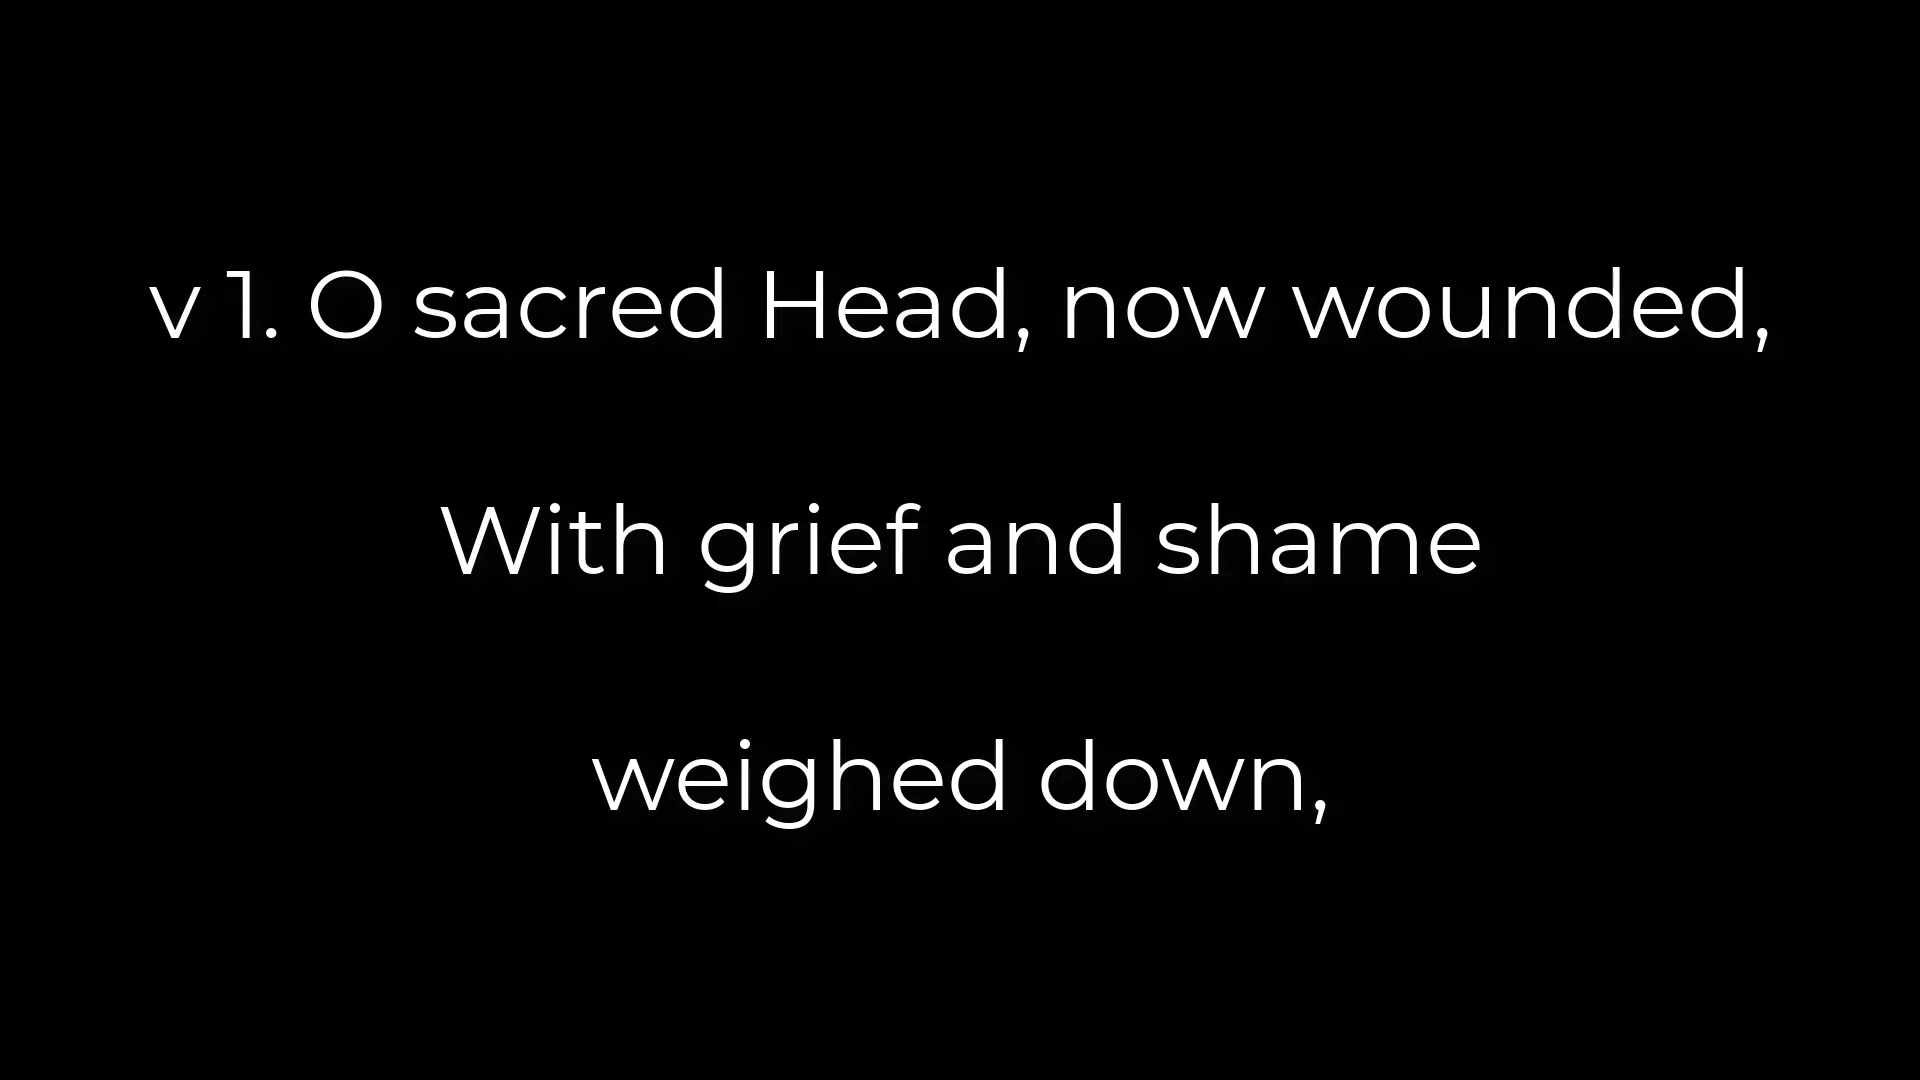 v 1. O sacred Head, now wounded,
With grief and shame
weighed down,